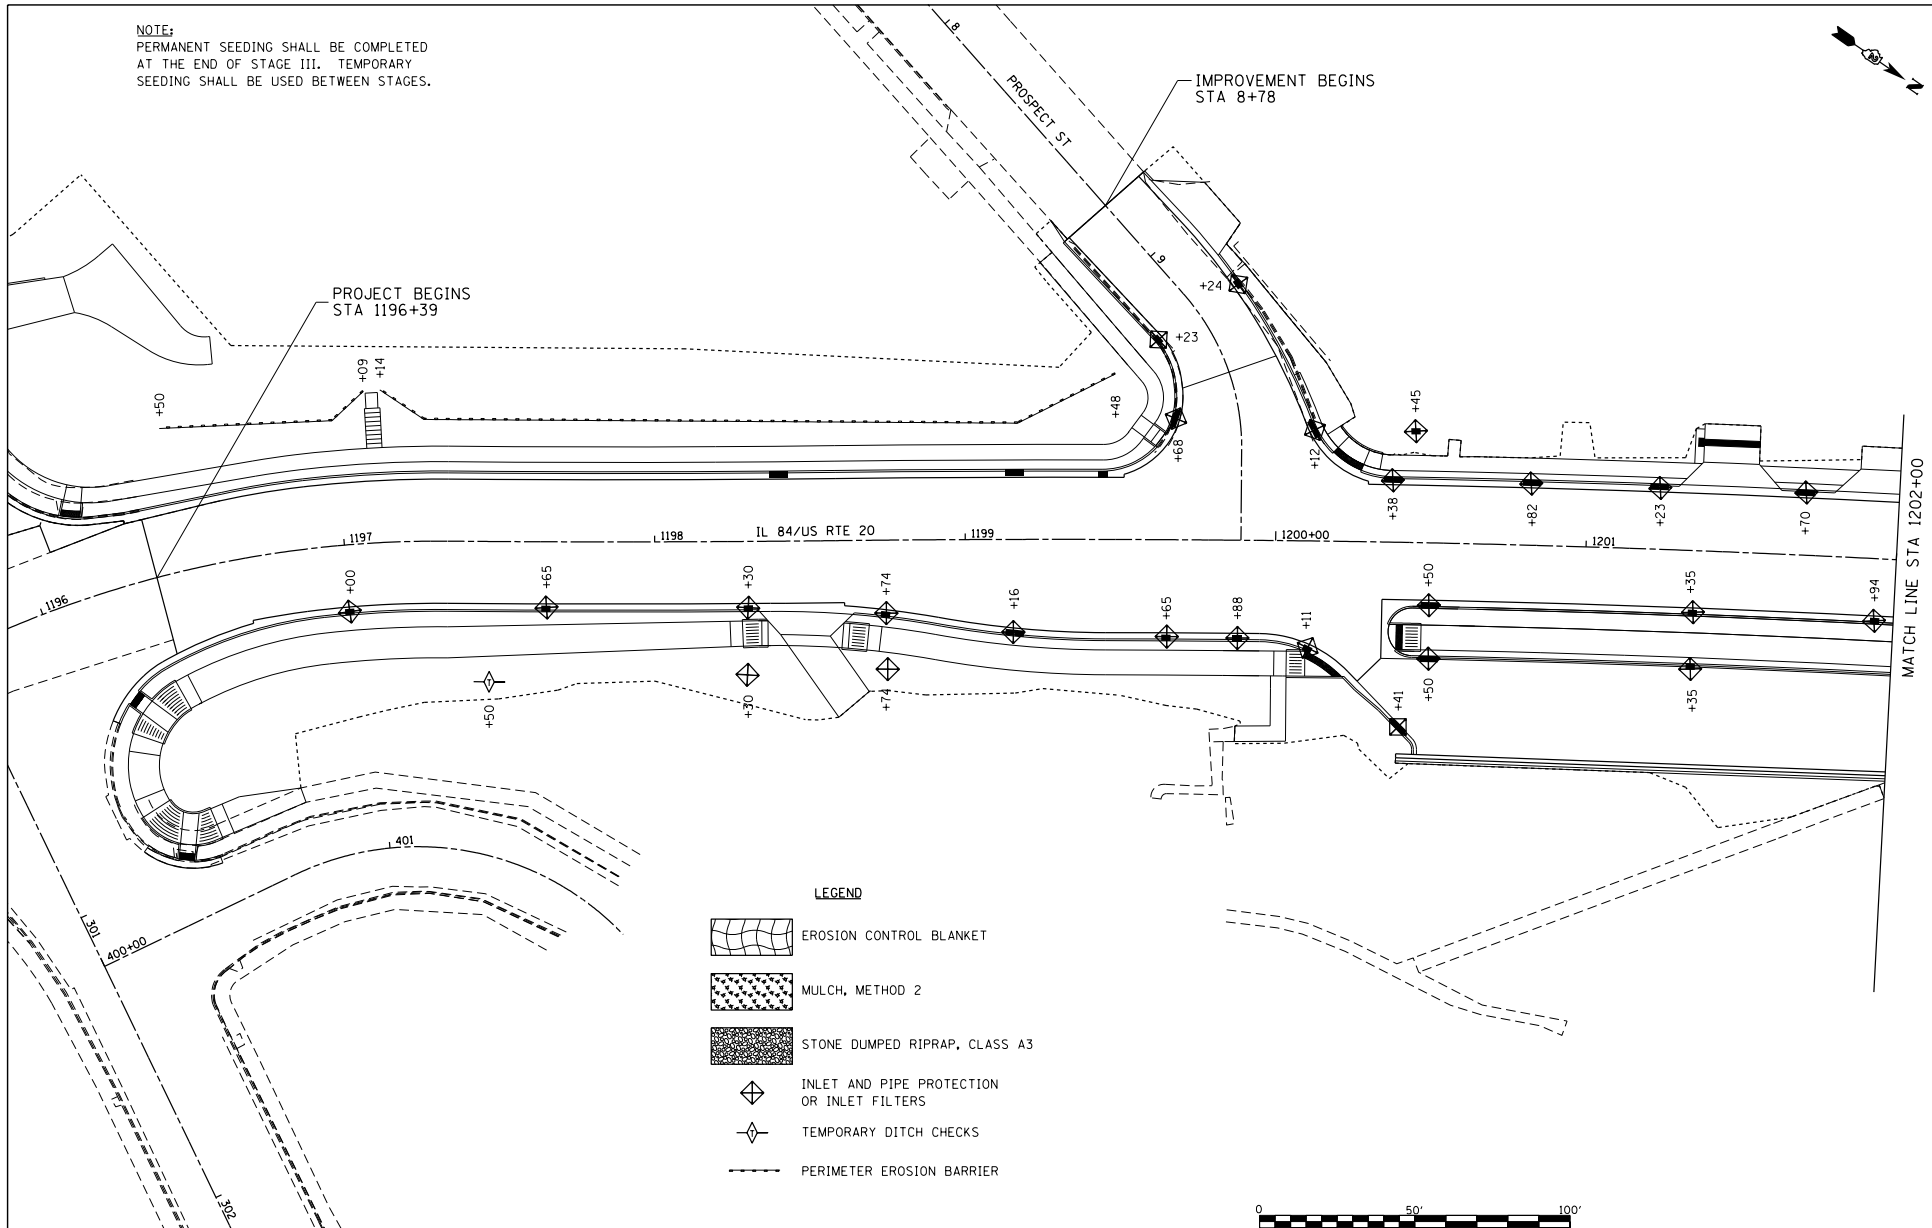 NOTE:
PERMANENT SEEDING SHALL BE COMPLETED
AT THE END OF STAGE III. TEMPORARY
SEEDING SHALL BE USED BETWEEN STAGES.
8
PROSPECT ST
IMPROVEMENT BEGINS
STA 8+78
N
9
+24
PROJECT BEGINS
STA 1196+39
+23
+09
+14
+50
+48
+68
+12
+45
+38
+82
+23
+70
MATCH LINE STA 1202+00
1196
1197
1198
IL 84/US RTE 20
1199
1200+00
1201
+00
+65
+30
+74
+16
+65
+88
+11
+50
+35
+94
+50
+30
+74
+41
+50
+35
401
301
400+00
302
LEGEND
EROSION CONTROL BLANKET
MULCH, METHOD 2
STONE DUMPED RIPRAP, CLASS A3
INLET AND PIPE PROTECTION
OR INLET FILTERS
T
TEMPORARY DITCH CHECKS
PERIMETER EROSION BARRIER
0
50'
100'